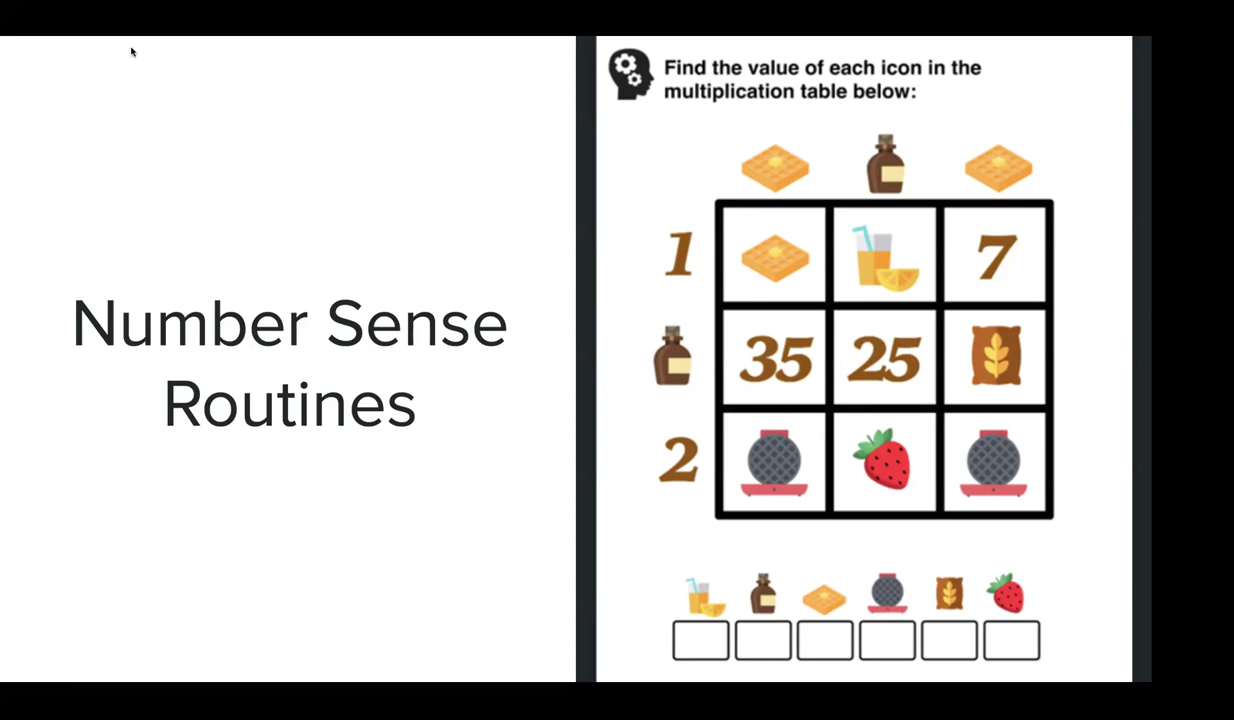 Number Sense
Routines
Find the value of each icon in the
multiplication table below:
1
7
35 25
2